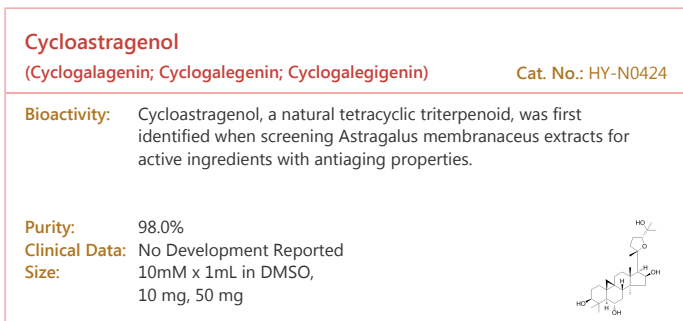 Cycloastragenol
(Cyclogalagenin; Cyclogalegenin; Cyclogalegigenin) Cat. No.: HY-N0424
Bioactivity: Cycloastragenol, a natural tetracyclic triterpenoid, was first
identified when screening Astragalus membranaceus extracts for
active ingredients with antiaging properties.
Purity: 98.0%
Clinical Data: No Development Reported
Size: 10mM x 1mL in DMSO,
10 mg, 50 mg
HO
O
H
OH
H
HO
H
OH